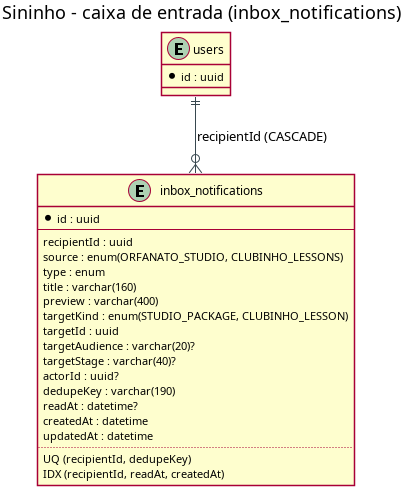 Sininho - caixa de entrada (inbox_notifications)
E users
id : uuid
recipientId (CASCADE)
E inbox_notifications
id : uuid
recipientId : uuid
source : enum(ORFANATO_STUDIO, CLUBINHO_LESSONS)
type : enum
title : varchar(160)
preview : varchar(400)
targetKind : enum(STUDIO_PACKAGE, CLUBINHO_LESSON)
targetId : uuid
targetAudience : varchar(20)?
targetStage : varchar(40)?
actorId : uuid?
dedupeKey : varchar(190)
readAt : datetime?
createdAt : datetime
updatedAt : datetime
UQ (recipientId, dedupeKey)
IDX (recipientId, readAt, createdAt)